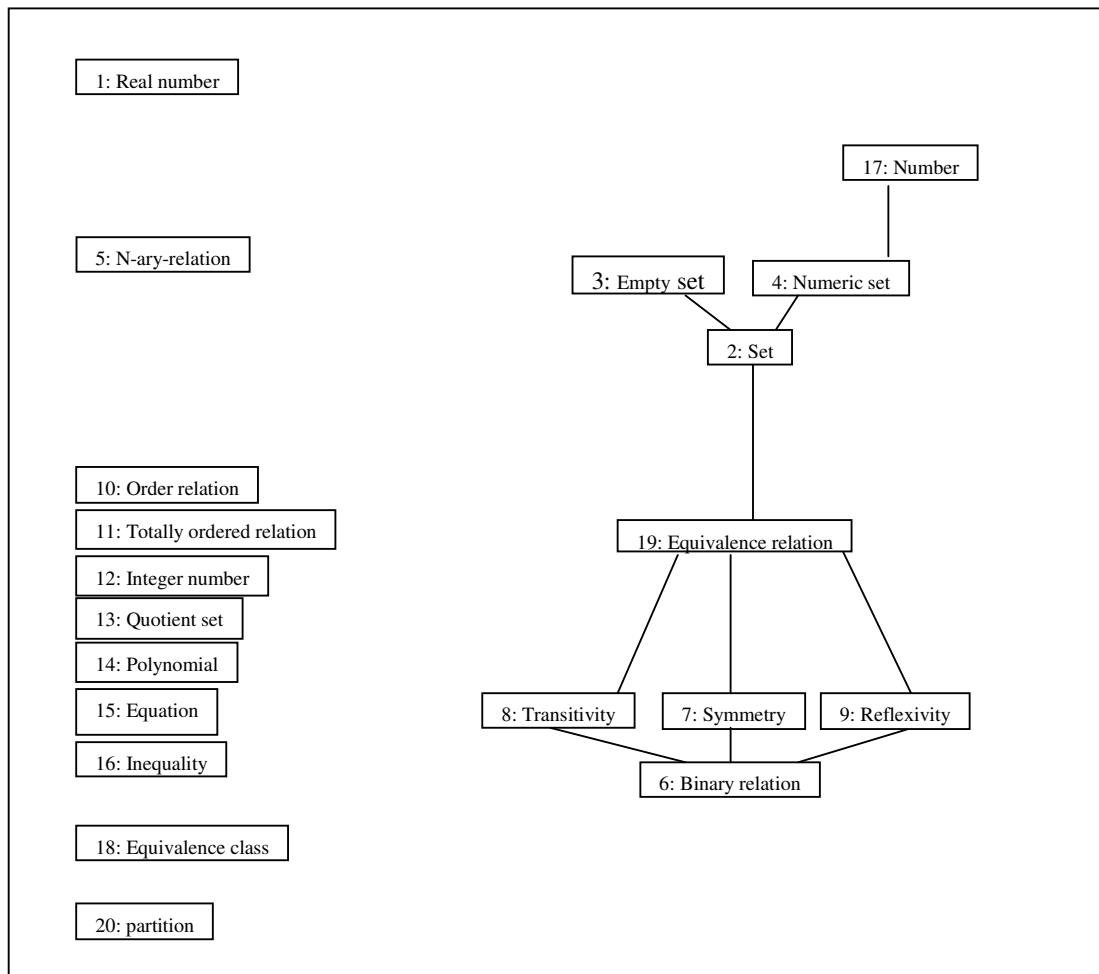 1: Real number
17: Number
5: N-ary-relation
3: Empty set
4: Numeric set
2: Set
10: Order relation
11: Totally ordered relation
19: Equivalence relation
12: Integer number
13: Quotient set
14: Polynomial
15: Equation
8: Transitivity
7: Symmetry
9: Reflexivity
16: Inequality
6: Binary relation
18: Equivalence class
20: partition